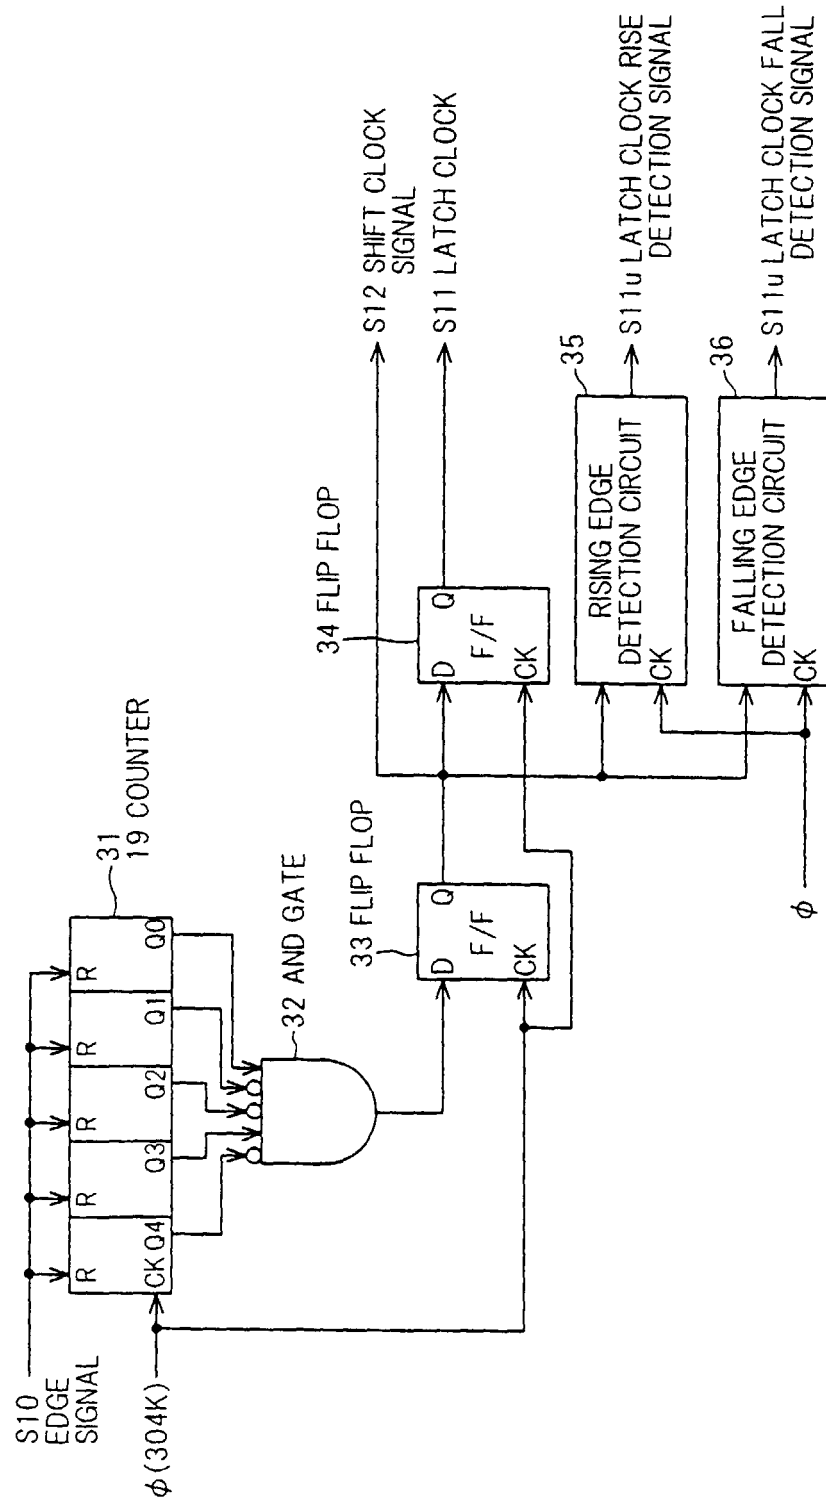 S10
EDGE
SIGNAL
φ(304K)
R
R
R
R
R
CK
Q4
Q3
Q2
Q1
Q0
31
19 COUNTER
32 AND GATE
33 FLIP FLOP
D
Q
F/F
CK
34 FLIP FLOP
D
Q
F/F
CK
S12 SHIFT CLOCK
SIGNAL
S11 LATCH CLOCK
35
RISING EDGE
DETECTION CIRCUIT
CK
S11u LATCH CLOCK RISE
DETECTION SIGNAL
36
FALLING EDGE
DETECTION CIRCUIT
CK
S11u LATCH CLOCK FALL
DETECTION SIGNAL
φ